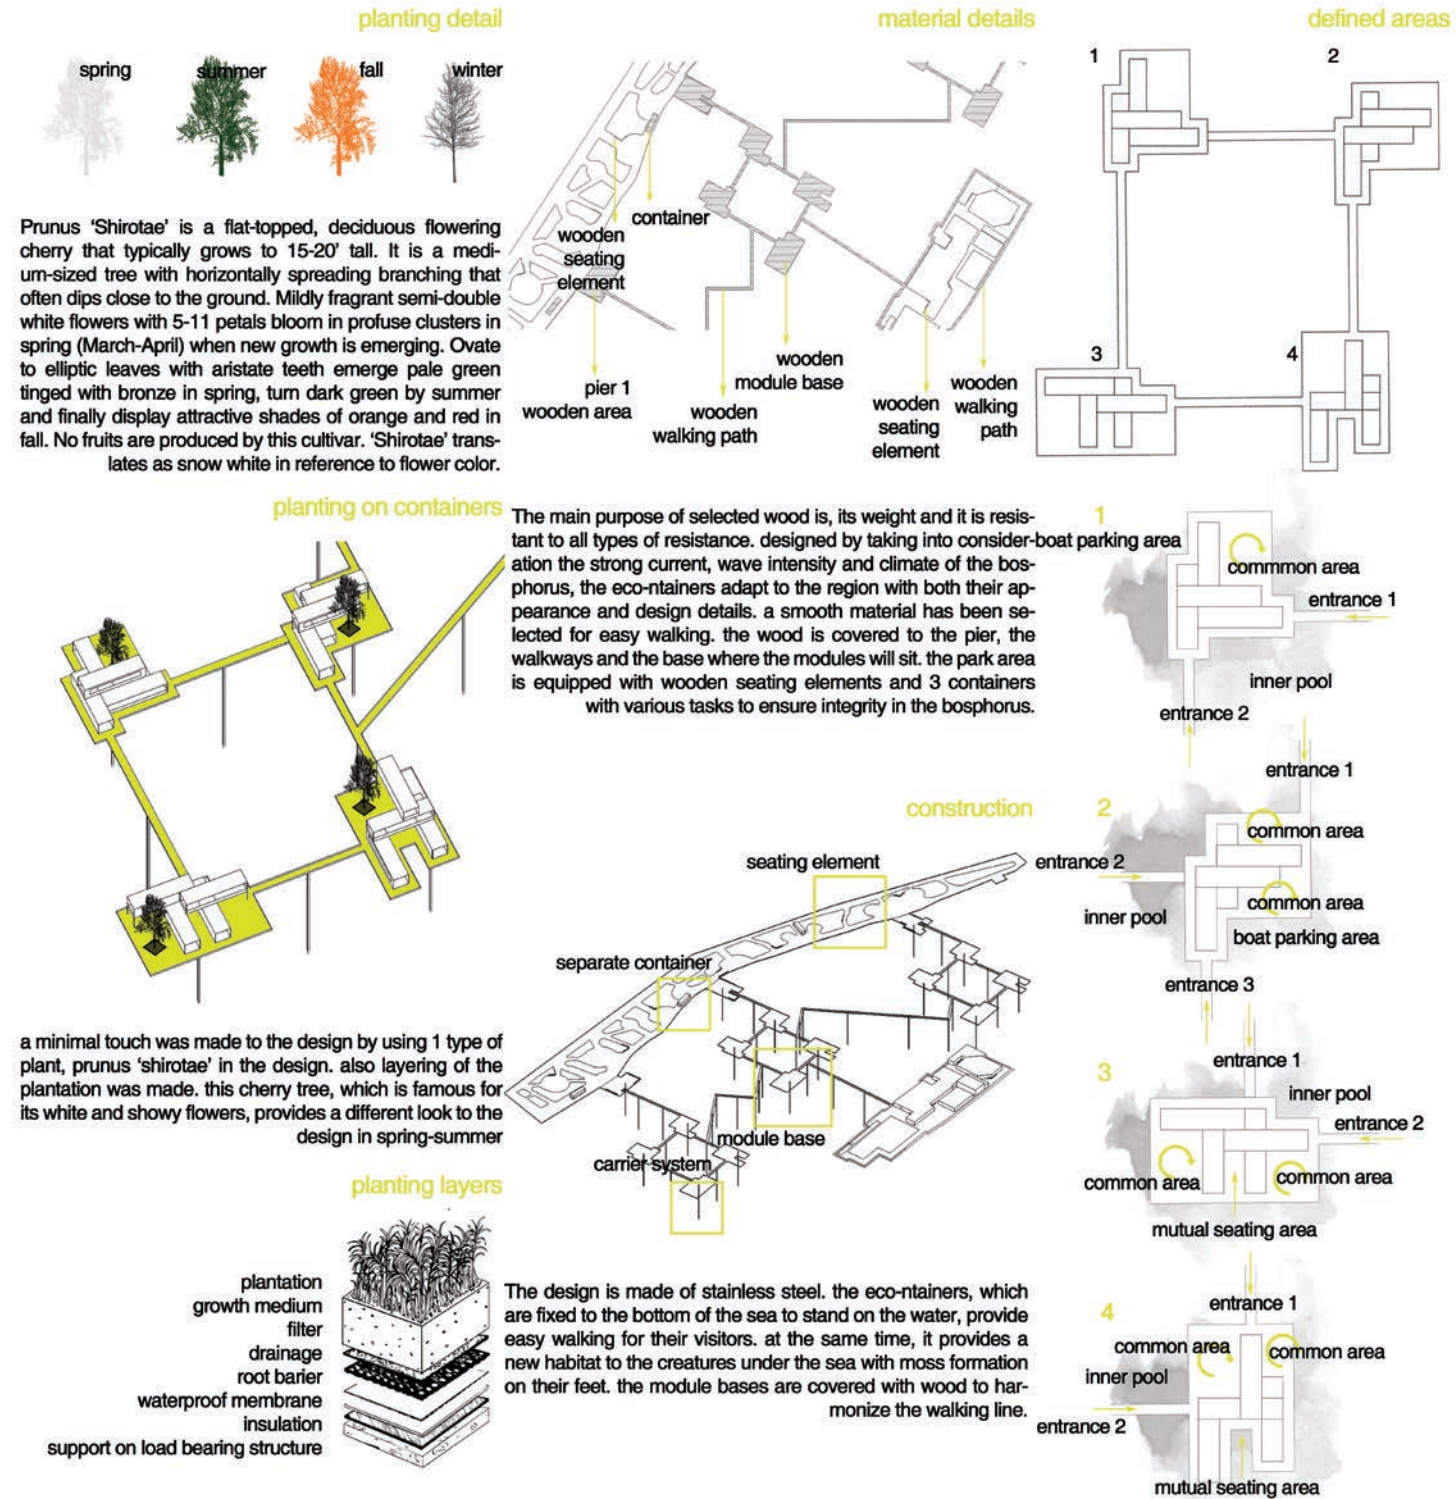 planting detail
spring
summer
fall
winter
Prunus ‘Shirotae’ is a flat-topped, deciduous flowering
cherry that typically grows to 15-20’ tall. It is a medi-
um-sized tree with horizontally spreading branching that
often dips close to the ground. Mildly fragrant semi-double
white flowers with 5-11 petals bloom in profuse clusters in
spring (March-April) when new growth is emerging. Ovate
to elliptic leaves with aristate teeth emerge pale green
tinged with bronze in spring, turn dark green by summer
and finally display attractive shades of orange and red in
fall. No fruits are produced by this cultivar. ‘Shirotae’ trans-
lates as snow white in reference to flower color.
material details
container
wooden
seating
element
pier 1
wooden area
wooden
walking path
wooden
module base
wooden
seating
element
wooden
walking
path
defined areas
1
2
3
4
planting on containers
The main purpose of selected wood is, its weight and it is resis-
tant to all types of resistance. designed by taking into consider-
ation the strong current, wave intensity and climate of the bos-
phorus, the eco-ntainers adapt to the region with both their ap-
pearance and design details. a smooth material has been se-
lected for easy walking. the wood is covered to the pier, the
walkways and the base where the modules will sit. the park area
is equipped with wooden seating elements and 3 containers
with various tasks to ensure integrity in the bosphorus.
1
boat parking area
commmon area
entrance 1
inner pool
entrance 2
construction
seating element
separate container
module base
carrier system
2
entrance 1
common area
entrance 2
common area
inner pool
boat parking area
entrance 3
a minimal touch was made to the design by using 1 type of
plant, prunus ‘shirotae’ in the design. also layering of the
plantation was made. this cherry tree, which is famous for
its white and showy flowers, provides a different look to the
design in spring-summer
3
entrance 1
inner pool
entrance 2
common area
common area
mutual seating area
planting layers
plantation
growth medium
filter
drainage
root barier
waterproof membrane
insulation
support on load bearing structure
The design is made of stainless steel. the eco-ntainers, which
are fixed to the bottom of the sea to stand on the water, provide
easy walking for their visitors. at the same time, it provides a
new habitat to the creatures under the sea with moss formation
on their feet. the module bases are covered with wood to har-
monize the walking line.
4
entrance 1
common area
common area
inner pool
entrance 2
mutual seating area